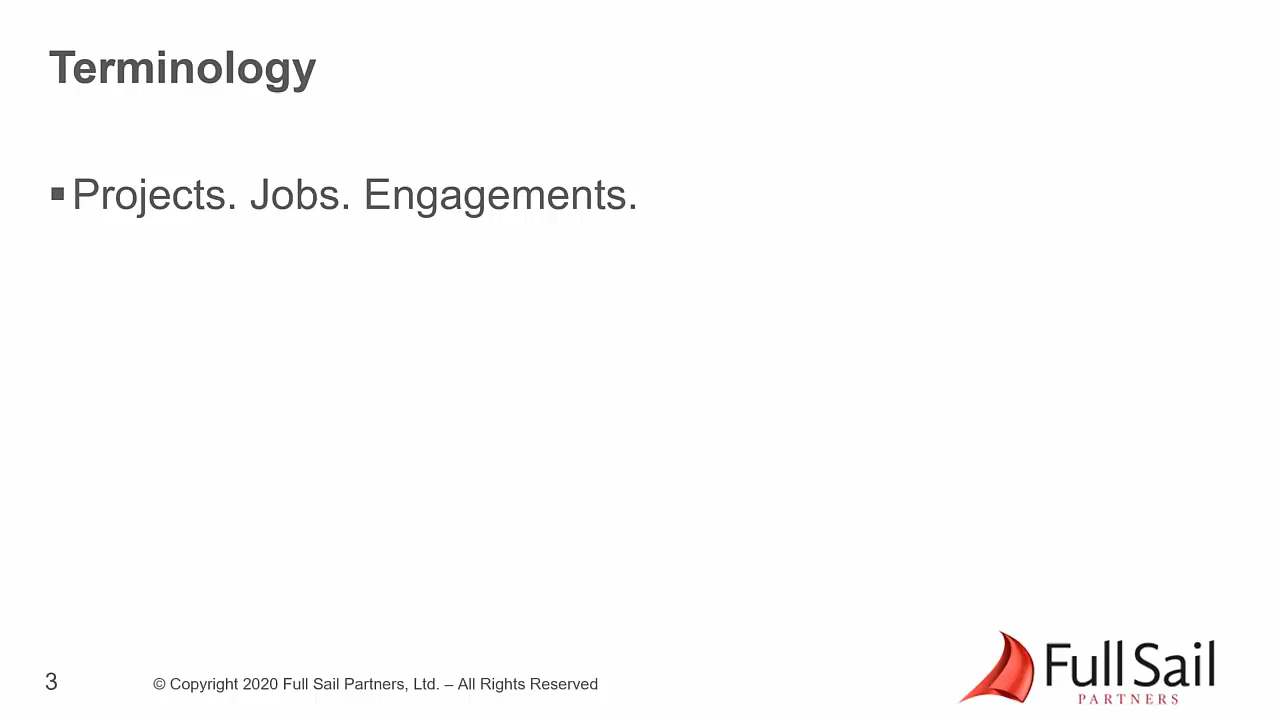 Terminology
▪Projects. Jobs. Engagements.
3
© Copyright 2020 Full Sail Partners, Ltd. – All Rights Reserved
Full Sail
PARTNERS